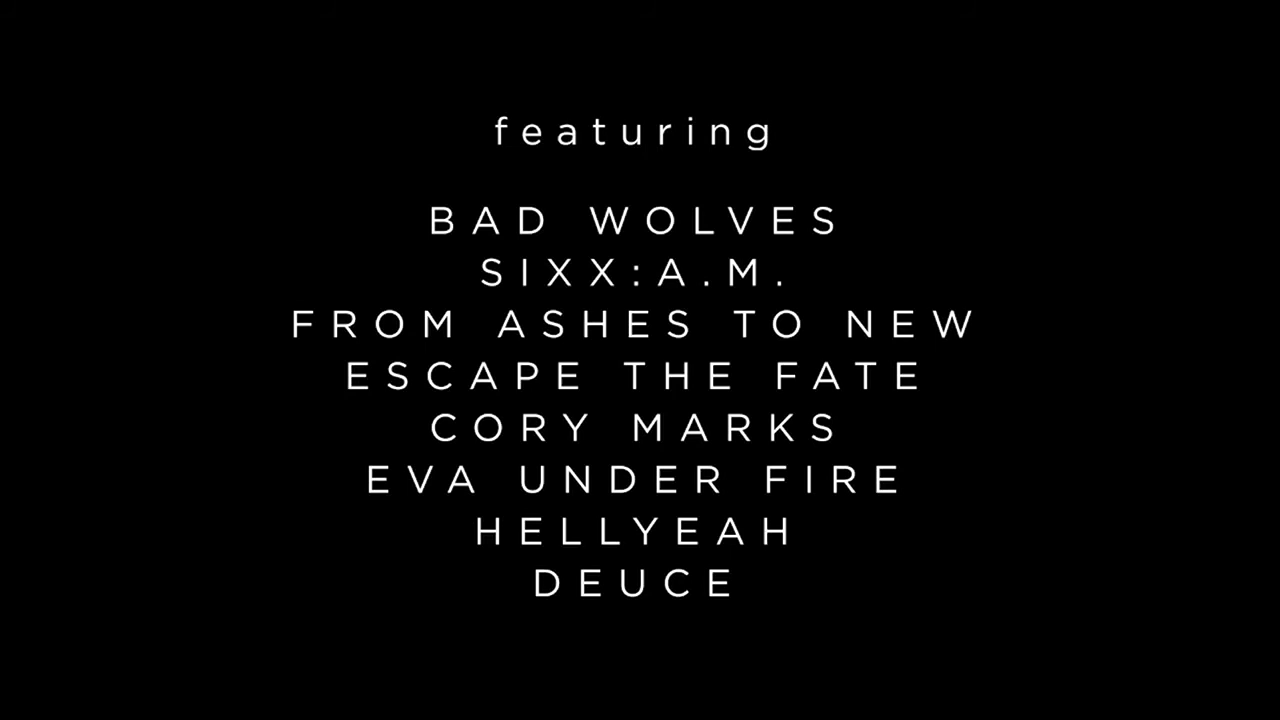 featuring
BAD WOLVES
SIXX:A.M.
FROM ASHES TO NEW
ESCAPE THE FATE
CORY MARKS
EVA UNDER FIRE
HELLYEAH
DEUCE